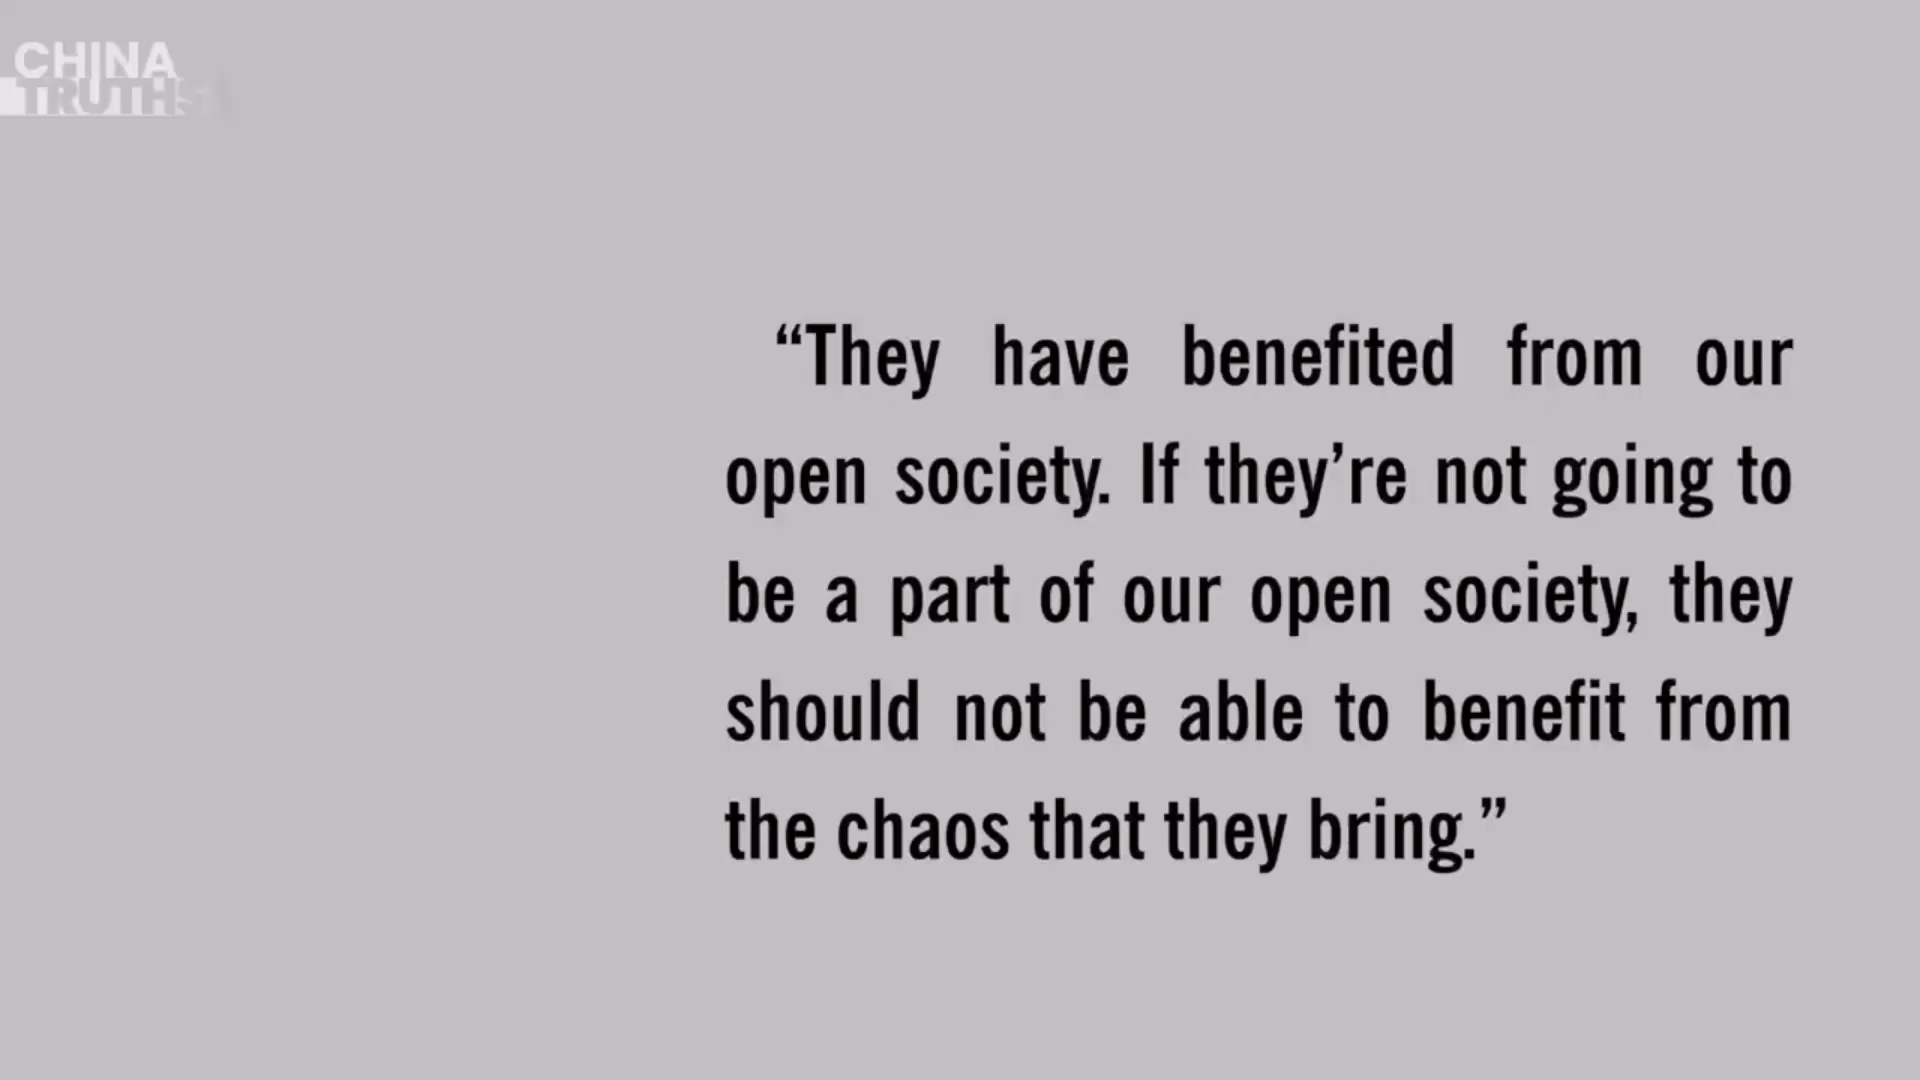 CHINA
TRUTHS
“They have benefited from our
open society. If they’re not going to
be a part of our open society, they
should not be able to benefit from
the chaos that they bring.”